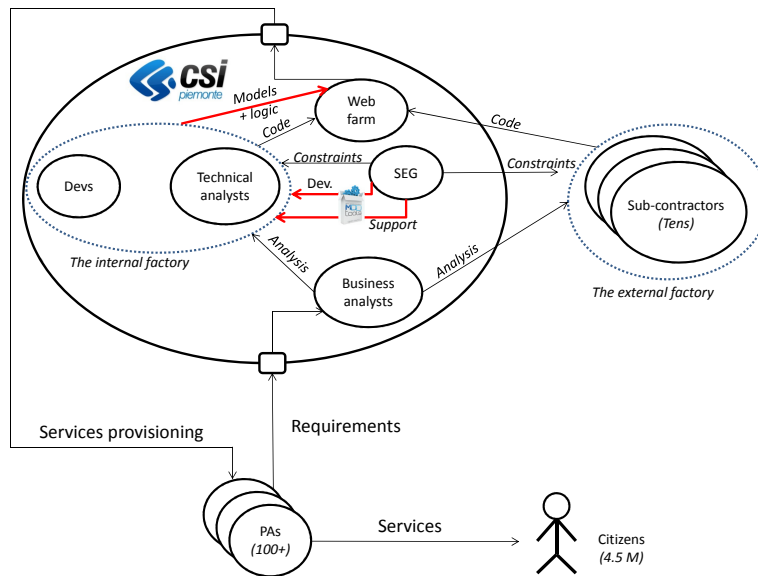 csi
piemonte
Models
+ logic
Web
farm
Code
Code
Constraints
SEG
Constraints
Devs
Technical
analysts
Dev.
Support
Sub-contractors
(Tens)
The internal factory
Analysis
Analysis
Business
analysts
The external factory
Services provisioning
Requirements
PAs
(100+)
Services
Citizens
(4.5 M)